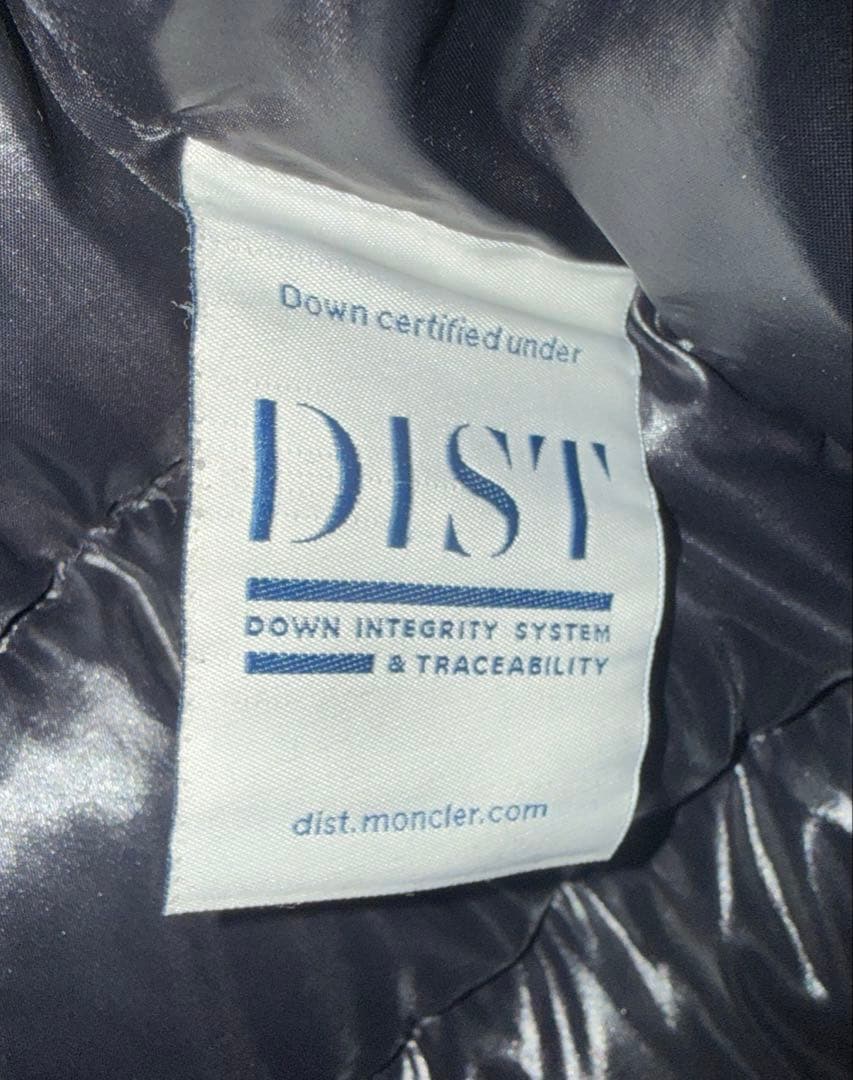 Down certified under
DIST
DOWN INTEGRITY SYSTEM
& TRACEABILITY
dist.moncler.com